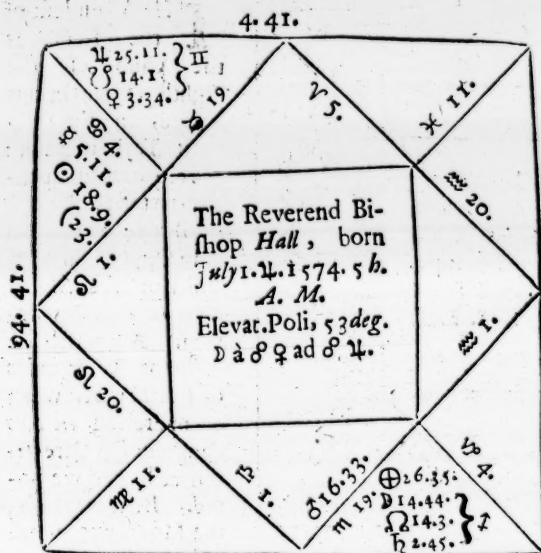 4. 41.
♃ 25. 11. } II
☋ 14. 1
♀ 3. 34.
♉ 19
♈ 5.
♓ 11.
♋ 4.
☿ 5. 11.
☉ 18. 9.
(23.
♒ 20.
♌ 1.
The Reverend Bi-
ſhop Hall, born
July 1. ♃. 1574. 5 h.
A. M.
Elevat. Poli, 53 deg.
☽ à ☍ ♀ ad ☍ ♃.
94. 41.
♒ 1.
♌ 20.
♍ 11.
♎ 1.
♂ 16. 33.
♏ 19.
♑ 4.
⊕ 26. 35.
☽ 14. 44. } ♐
☊ 14. 3.
♄ 2. 45.